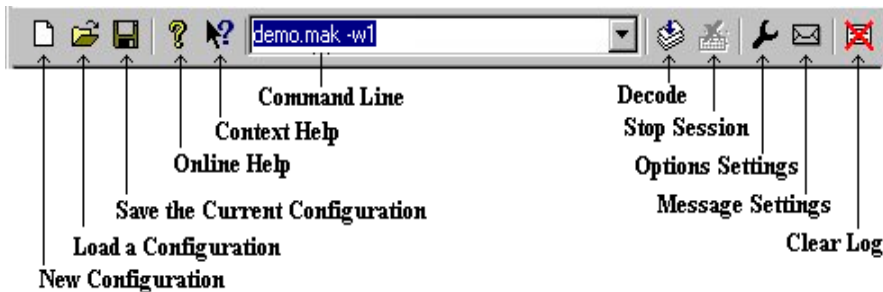 demo.mak -w1
Command Line
Decode
Context Help
Stop Session
Online Help
Options Settings
Save the Current Configuration
Message Settings
Load a Configuration
Clear Log
New Configuration